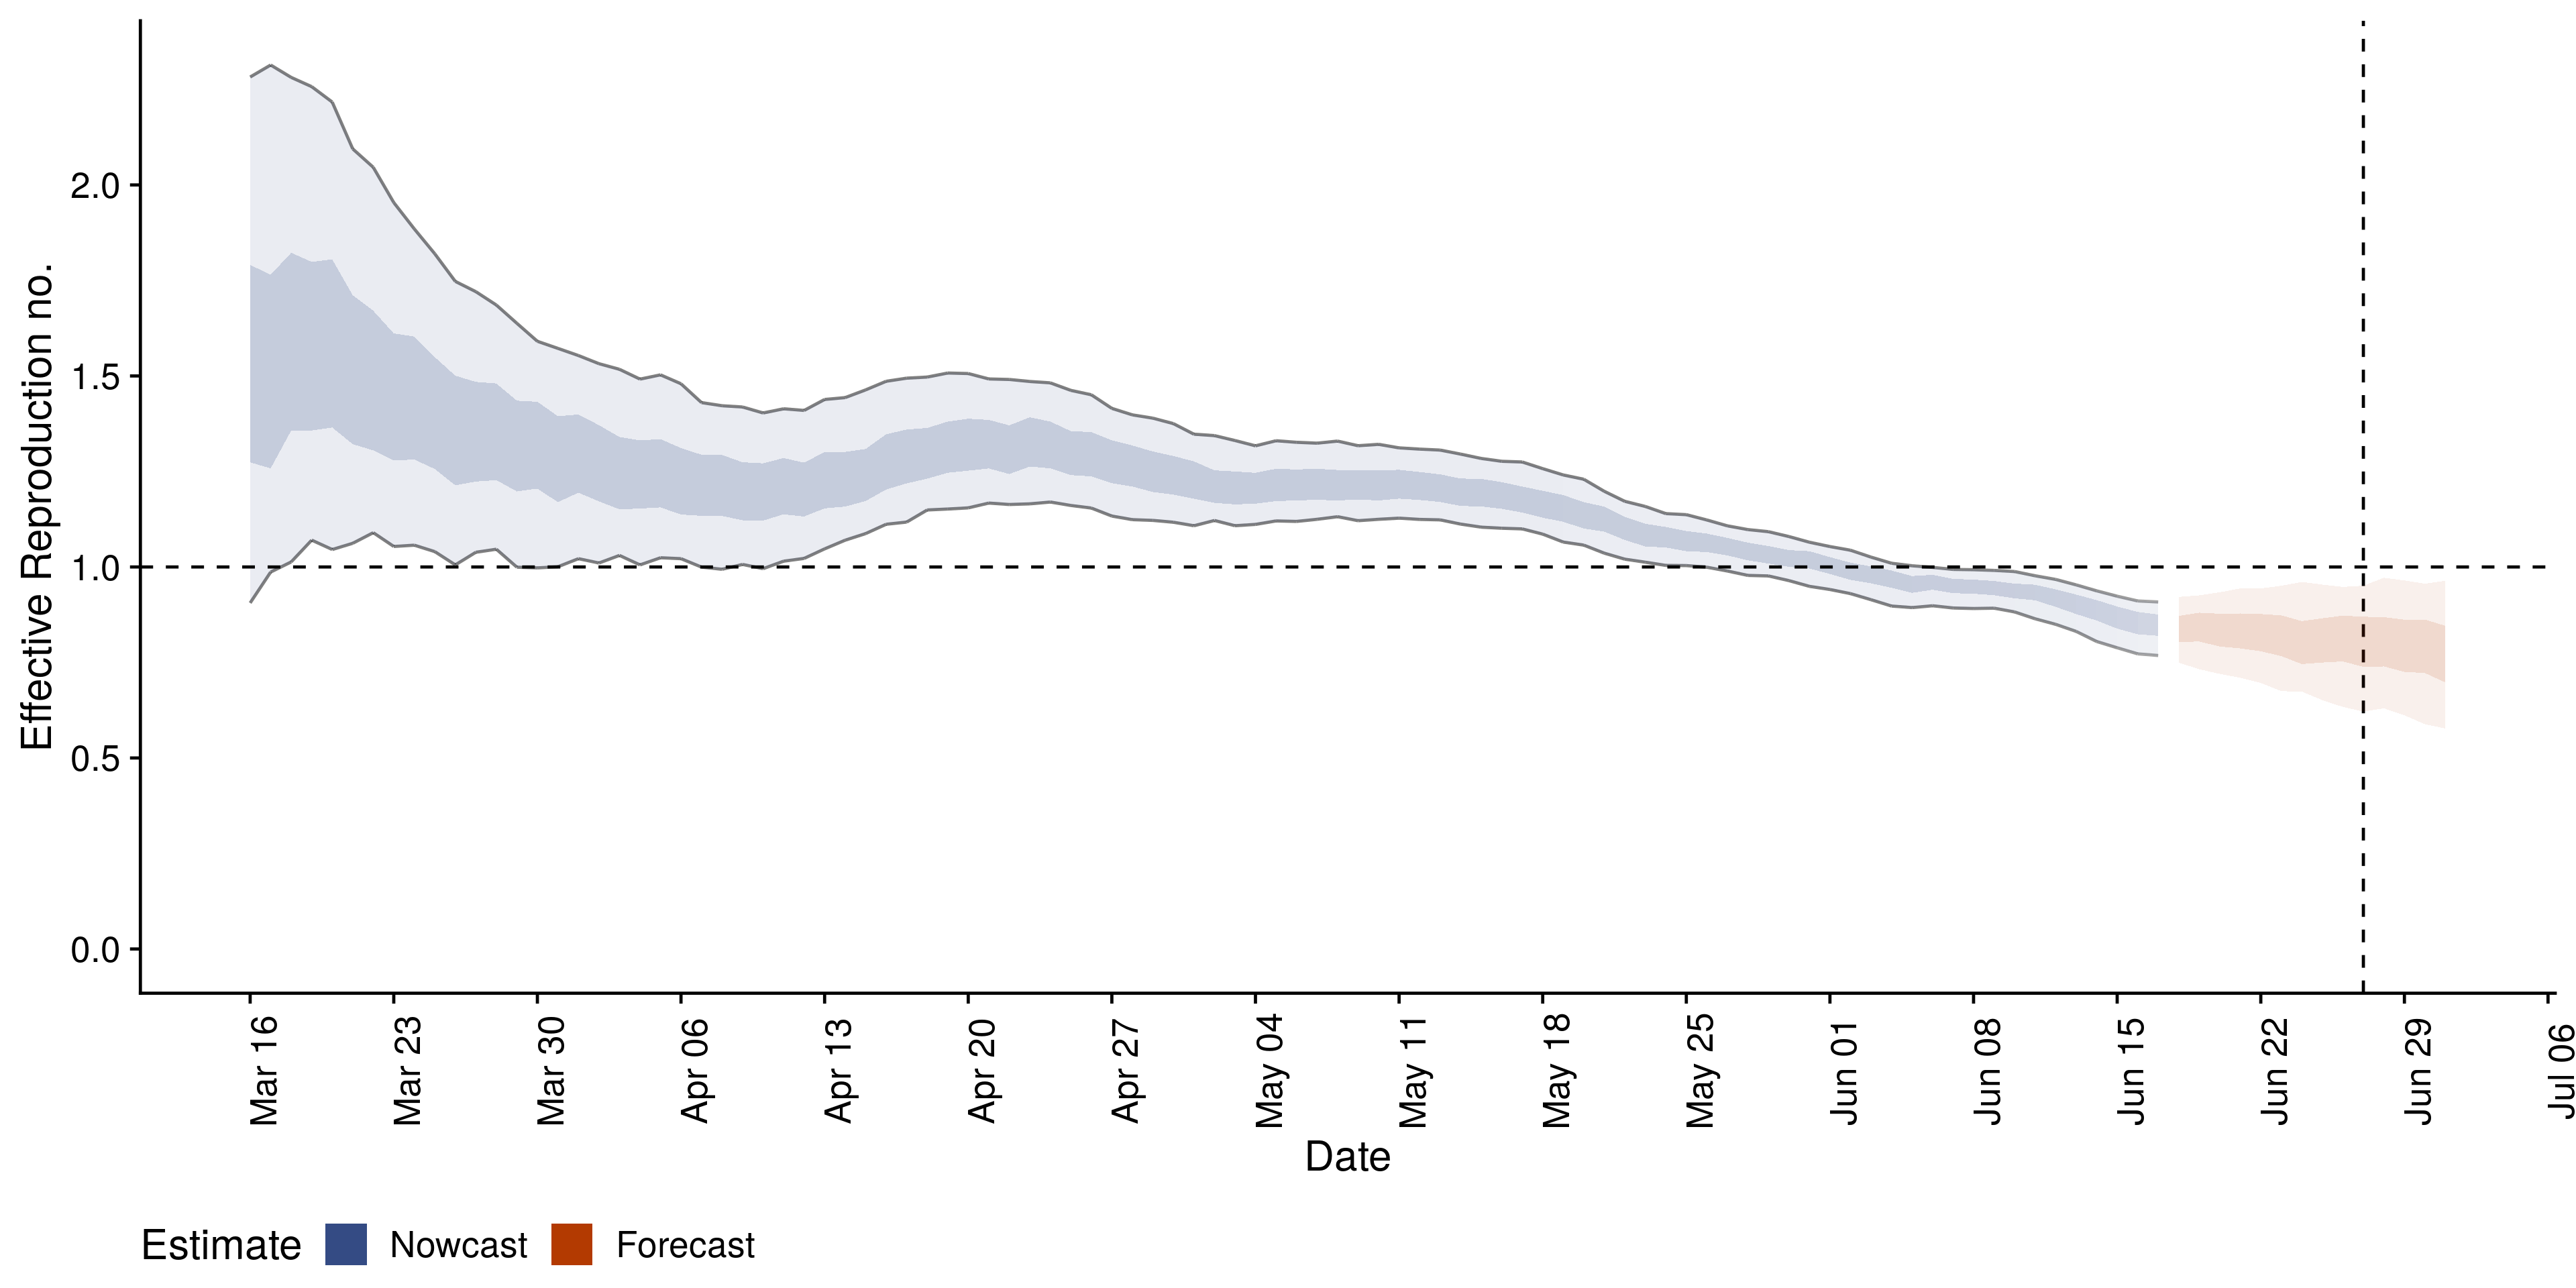 Effective Reproduction no.
2.0
1.5
1.0
0.5
0.0
Mar 16
Mar 23
Mar 30
Apr 06
Apr 13
Apr 20
Apr 27
May 04
May 11
May 18
May 25
Jun 01
Jun 08
Jun 15
Jun 22
Jun 29
Jul 06
Date
Estimate Nowcast Forecast